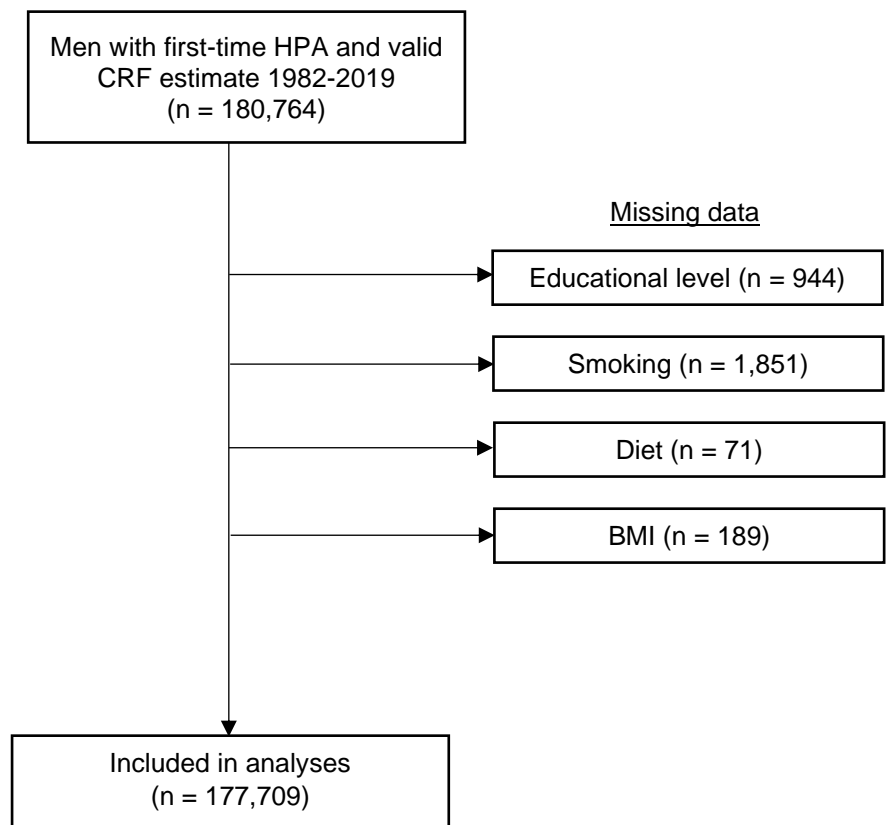 Men with first-time HPA and valid
CRF estimate 1982-2019
(n = 180,764)
Missing data
Educational level (n = 944)
Smoking (n = 1,851)
Diet (n = 71)
BMI (n = 189)
Included in analyses
(n = 177,709)